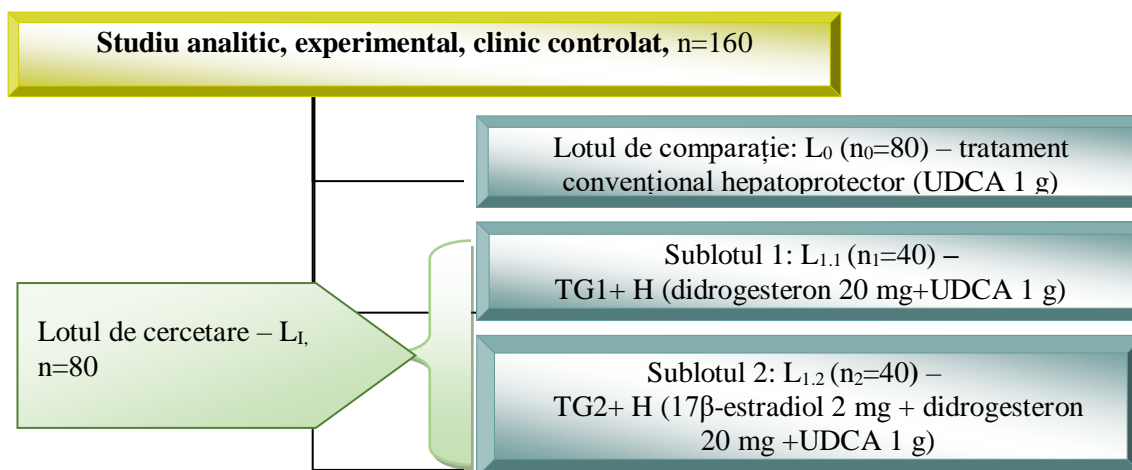 Studiu analitic, experimental, clinic controlat, n=160
Lotul de comparație: L0 (n0=80) – tratament
convențional hepatoprotector (UDCA 1 g)
Sublotul 1: L1.1 (n1=40) –
TG1+ H (didrogesteron 20 mg+UDCA 1 g)
Lotul de cercetare – LI,
n=80
Sublotul 2: L1.2 (n2=40) –
TG2+ H (17β-estradiol 2 mg + didrogesteron
20 mg +UDCA 1 g)